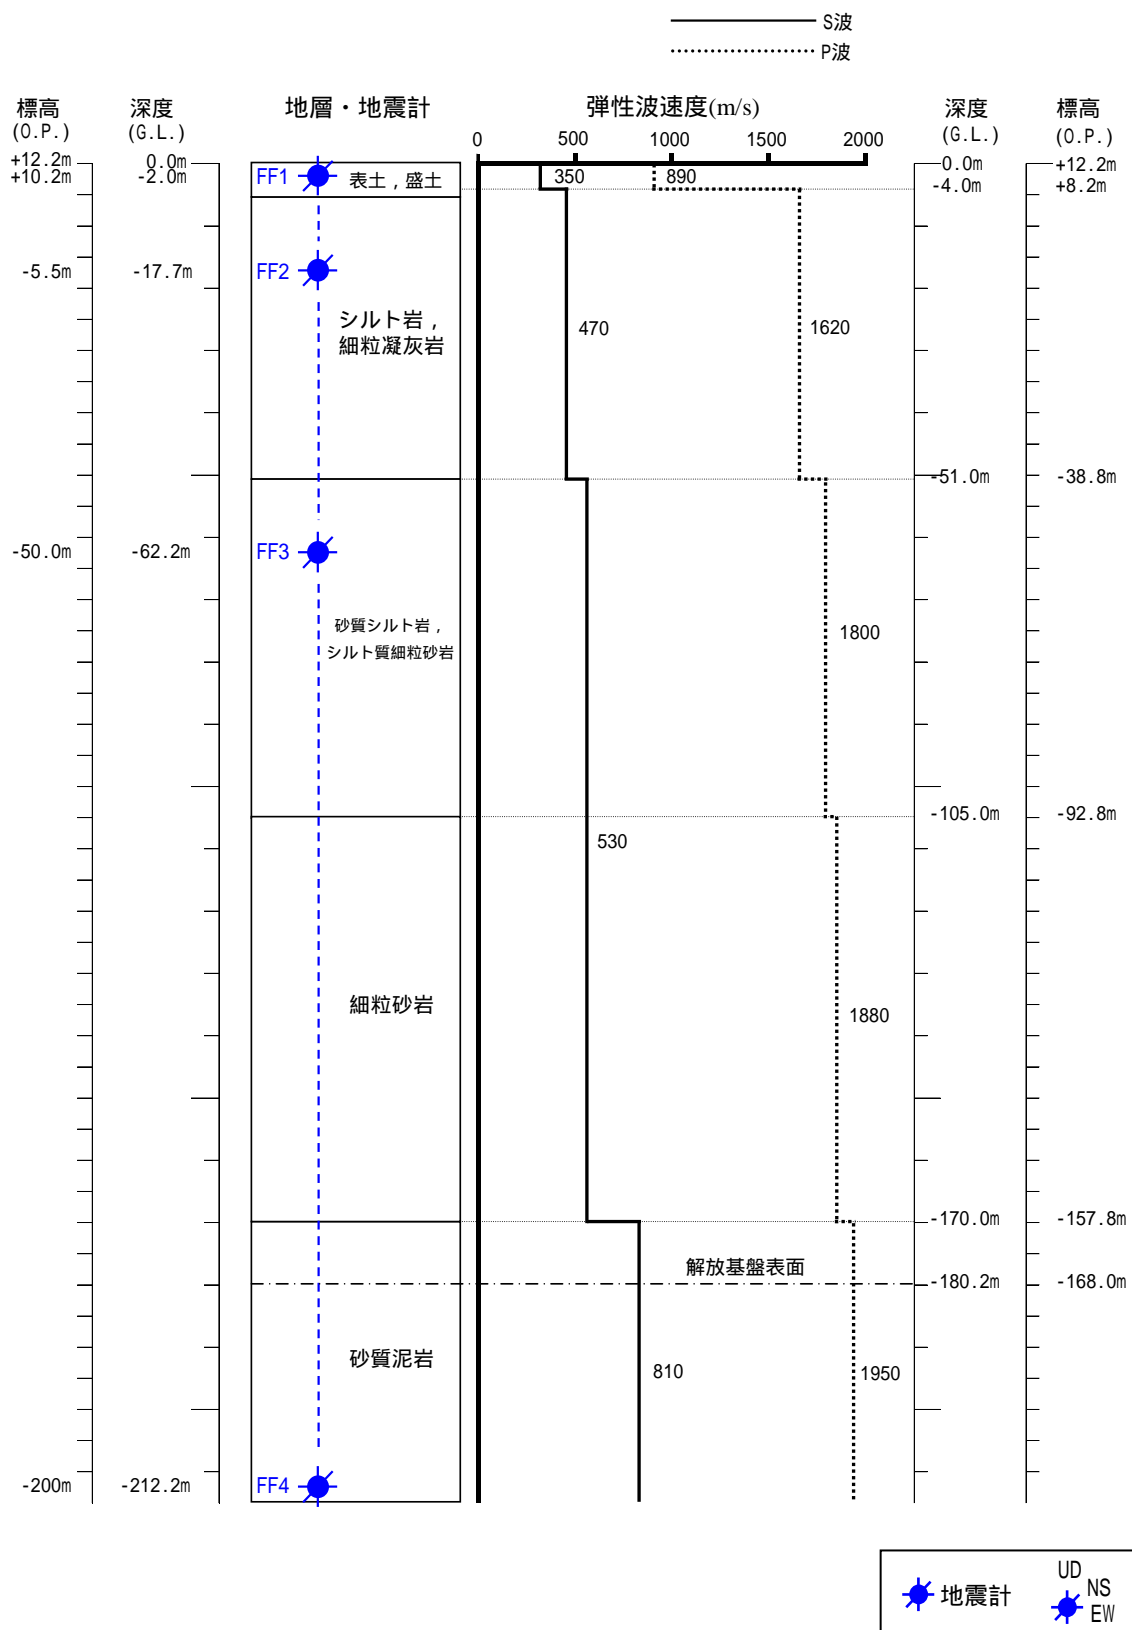 S波
P波
標高
(O.P.)
深度
(G.L.)
地層・地震計
弾性波速度(m/s)
深度
(G.L.)
標高
(O.P.)
0
500
1000
1500
2000
+12.2m
0.0m
0.0m
+12.2m
+10.2m
-2.0m
FF1
表土，盛土
350
890
-4.0m
+8.2m
-5.5m
-17.7m
FF2
シルト岩，
細粒凝灰岩
470
1620
-51.0m
-38.8m
-50.0m
-62.2m
FF3
砂質シルト岩，
シルト質細粒砂岩
1800
-105.0m
-92.8m
530
細粒砂岩
1880
-170.0m
-157.8m
解放基盤表面
-180.2m
-168.0m
砂質泥岩
810
1950
-200m
-212.2m
FF4
地震計
UD
NS
EW